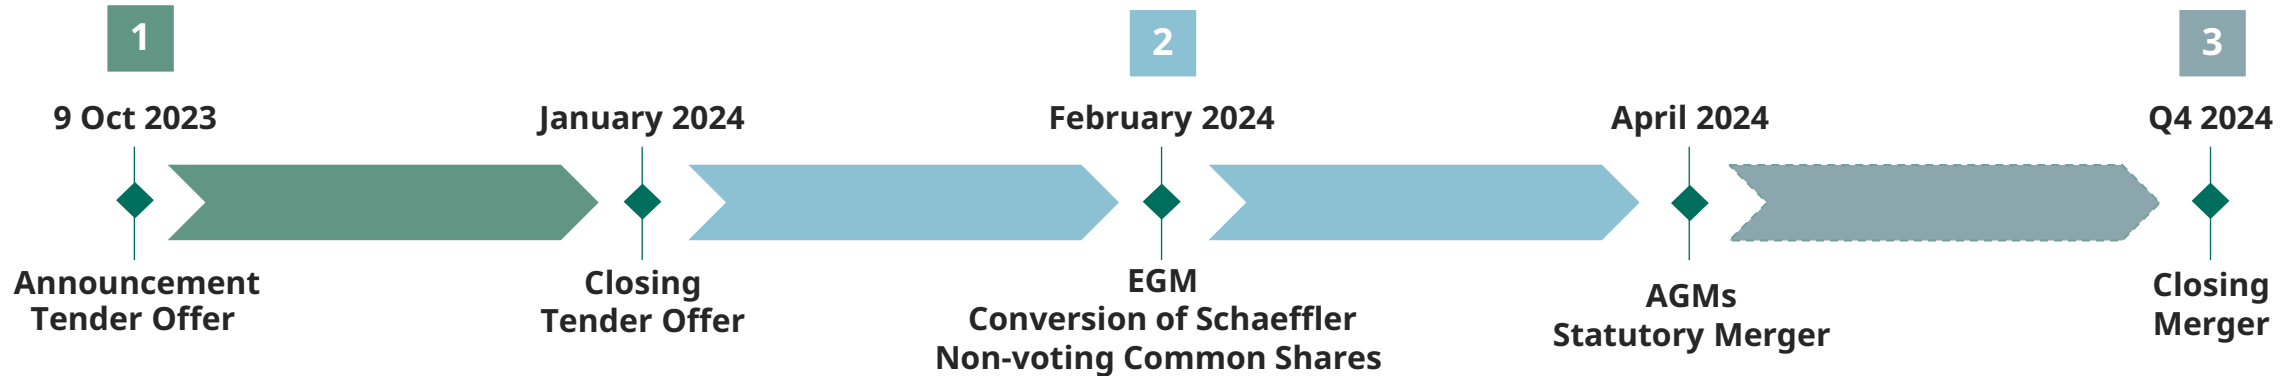 1
2
3
9 Oct 2023
January 2024
February 2024
April 2024
Q4 2024
Announcement
Tender Offer
Closing
Tender Offer
EGM
Conversion of Schaeffler
Non-voting Common Shares
AGMs
Statutory Merger
Closing
Merger